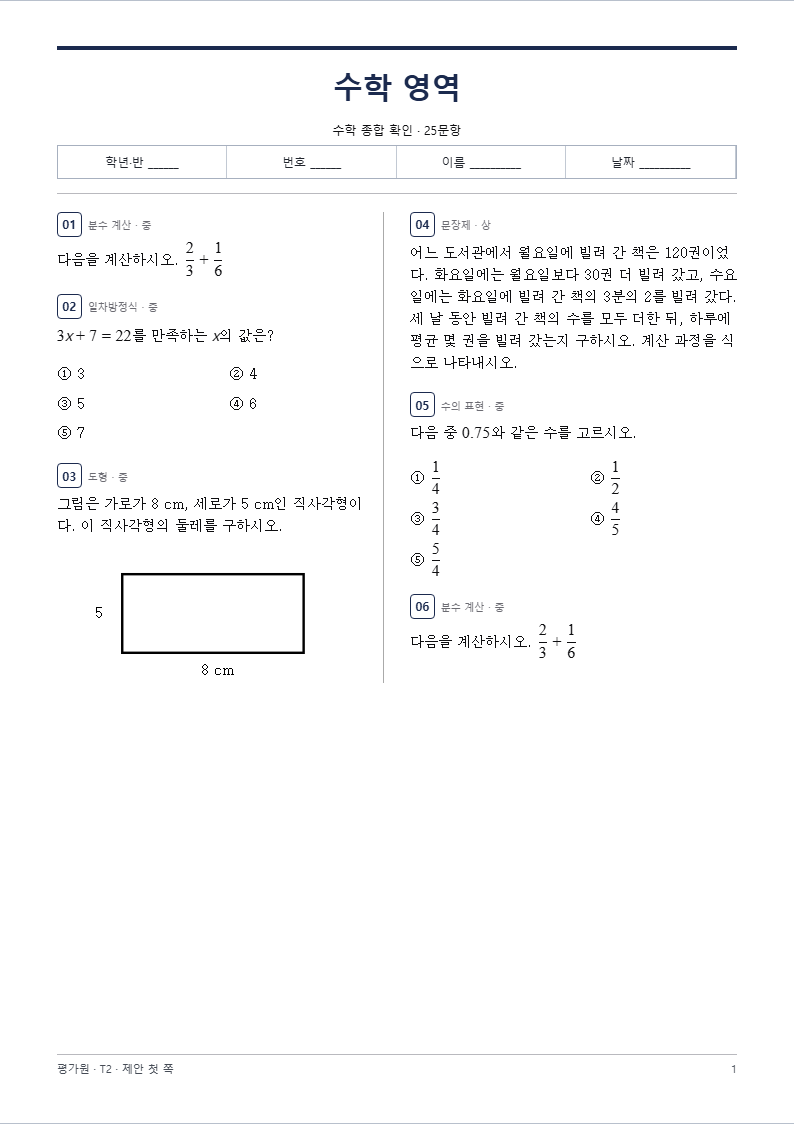 수학 영역
수학 종합 확인 · 25문항
학년·반 ______ 번호 ______ 이름 __________ 날짜 __________
01 분수 계산 · 중
다음을 계산하시오. 2/3 + 1/6
02 일차방정식 · 중
3x + 7 = 22를 만족하는 x의 값은?
① 3 ② 4
③ 5 ④ 6
⑤ 7
03 도형 · 중
그림은 가로가 8 cm, 세로가 5 cm인 직사각형이
다. 이 직사각형의 둘레를 구하시오.
5
8 cm
04 문장제 · 상
어느 도서관에서 월요일에 빌려 간 책은 120권이었
다. 화요일에는 월요일보다 30권 더 빌려 갔고, 수요
일에는 화요일에 빌려 간 책의 3분의 2를 빌려 갔다.
세 날 동안 빌려 간 책의 수를 모두 더한 뒤, 하루에
평균 몇 권을 빌려 갔는지 구하시오. 계산 과정을 식
으로 나타내시오.
05 수의 표현 · 중
다음 중 0.75와 같은 수를 고르시오.
① 1/4 ② 1/2
③ 3/4 ④ 4/5
⑤ 5/4
06 분수 계산 · 중
다음을 계산하시오. 2/3 + 1/6
평가원 · T2 · 제안 첫 쪽 1